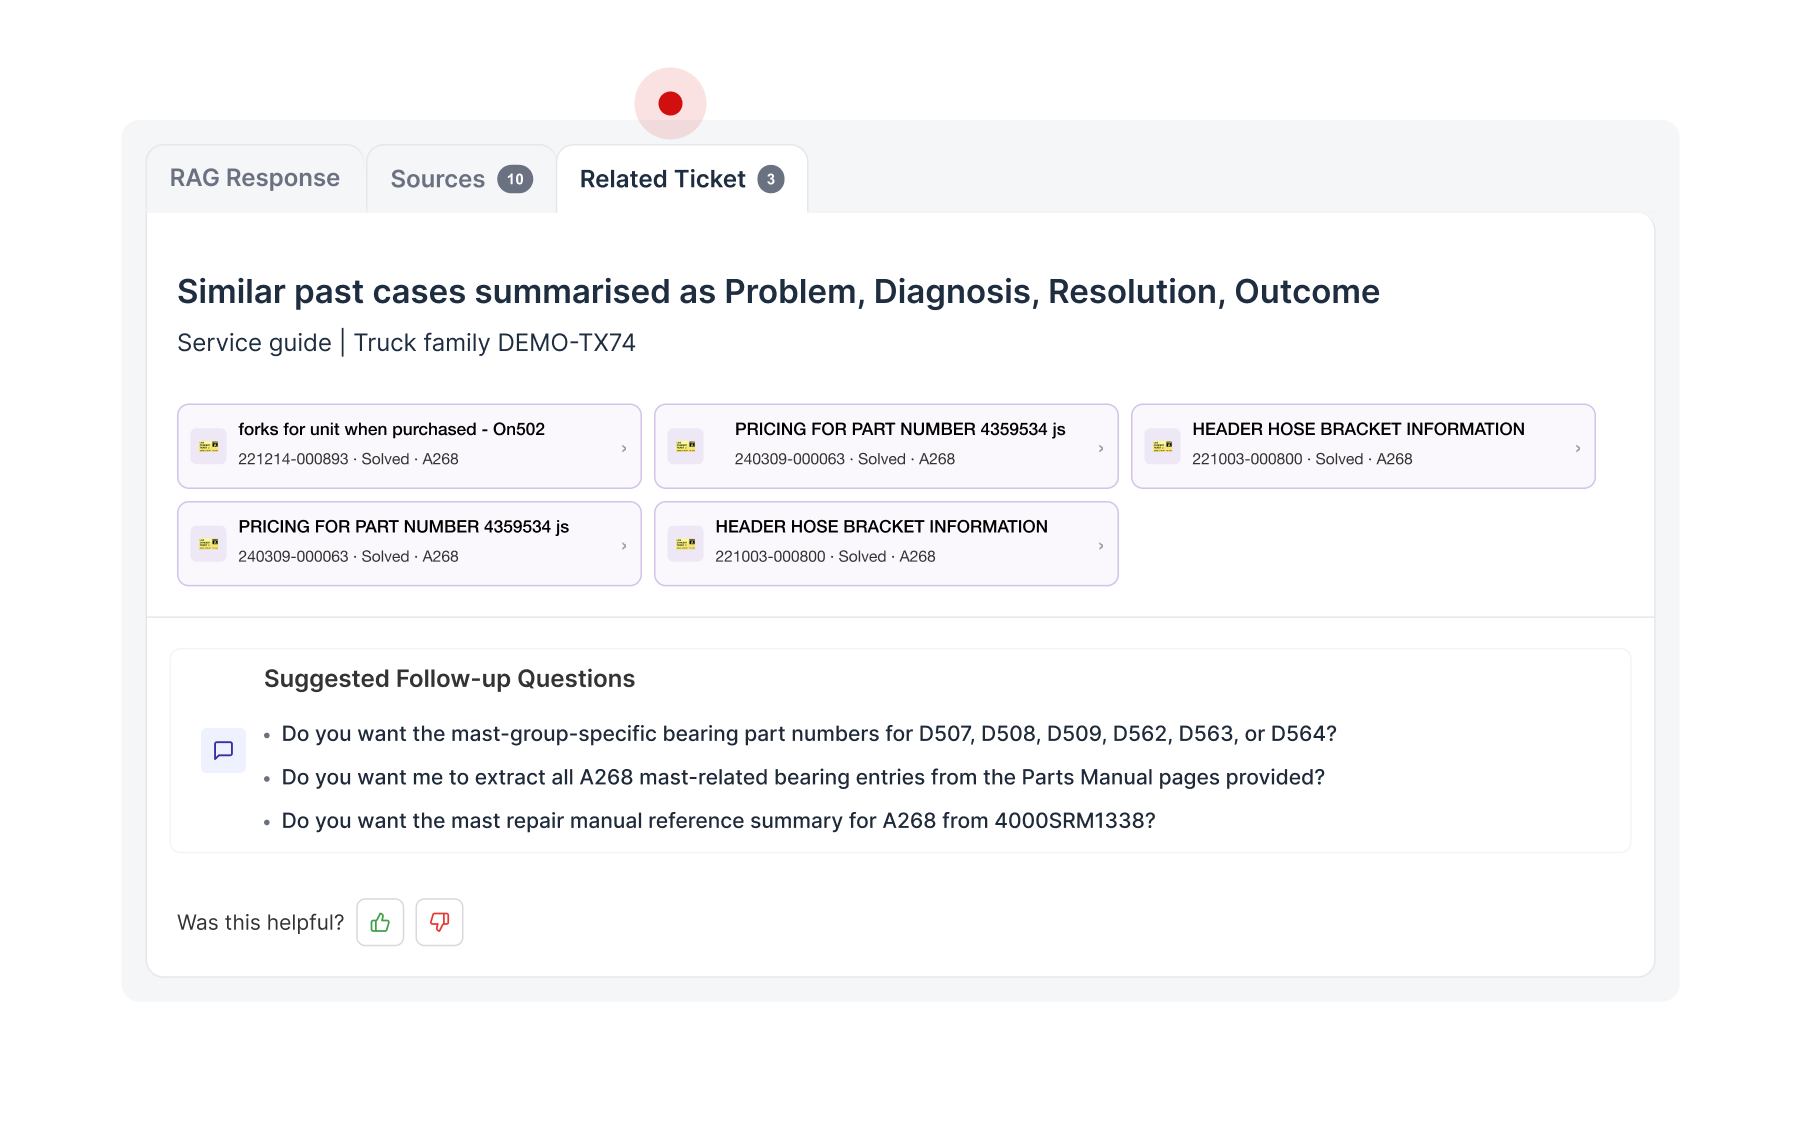 RAG Response
Sources 10
Related Ticket 3
Similar past cases summarised as Problem, Diagnosis, Resolution, Outcome
Service guide | Truck family DEMO-TX74
forks for unit when purchased - On502
221214-000893 · Solved · A268
PRICING FOR PART NUMBER 4359534 js
240309-000063 · Solved · A268
HEADER HOSE BRACKET INFORMATION
221003-000800 · Solved · A268
PRICING FOR PART NUMBER 4359534 js
240309-000063 · Solved · A268
HEADER HOSE BRACKET INFORMATION
221003-000800 · Solved · A268
Suggested Follow-up Questions
• Do you want the mast-group-specific bearing part numbers for D507, D508, D509, D562, D563, or D564?
• Do you want me to extract all A268 mast-related bearing entries from the Parts Manual pages provided?
• Do you want the mast repair manual reference summary for A268 from 4000SRM1338?
Was this helpful?